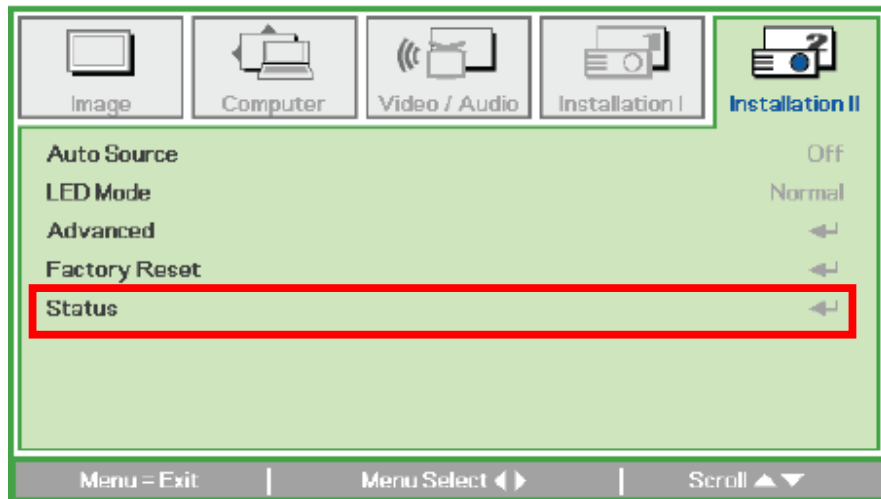 Image Computer Video / Audio Installation I Installation II
Auto Source Off
LED Mode Normal
Advanced
Factory Reset
Status
Menu = Exit | Menu Select ◀ ▶ | Scroll ▲ ▼